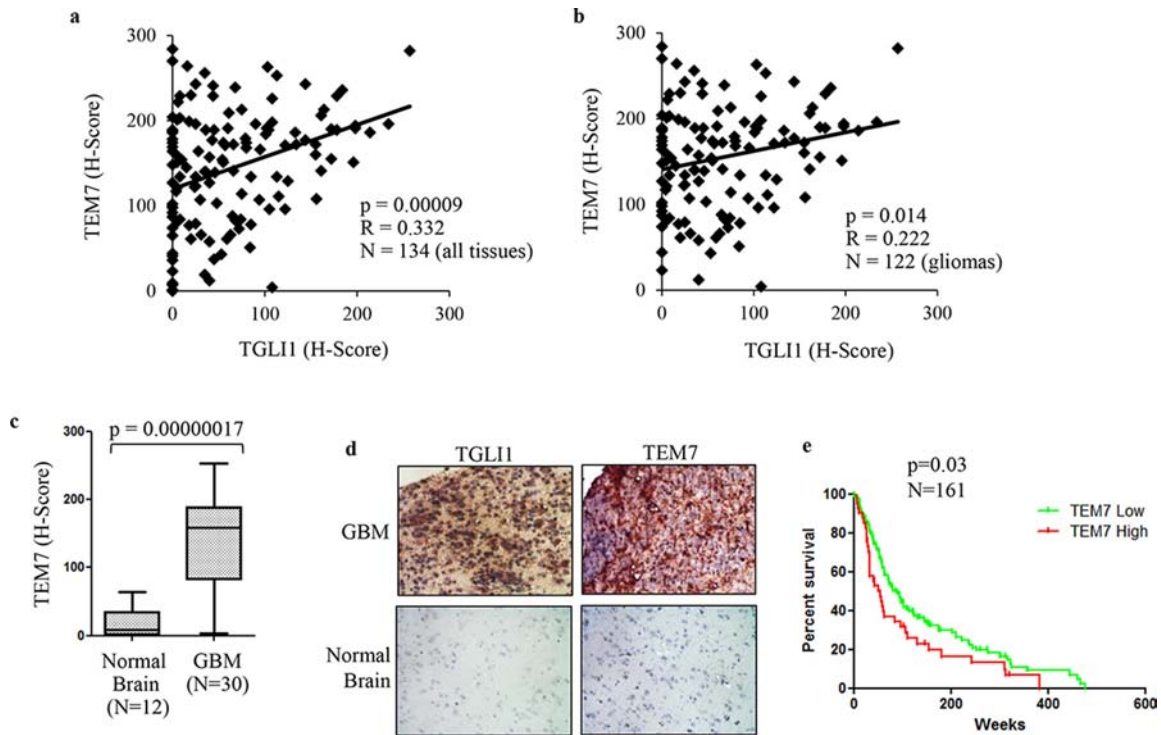 a
300
200
100
0
TEM7 (H-Score)
p = 0.00009
R = 0.332
N = 134 (all tissues)
0 100 200 300
TGLI1 (H-Score)
b
300
200
100
0
TEM7 (H-Score)
p = 0.014
R = 0.222
N = 122 (gliomas)
0 100 200 300
TGLI1 (H-Score)
c
p = 0.00000017
300
200
100
0
TEM7 (H-Score)
Normal
Brain
(N=12)
GBM
(N=30)
d
TGLI1 TEM7
GBM
Normal
Brain
e
p=0.03
N=161
TEM7 Low
TEM7 High
100
80
60
40
20
0
Percent survival
0 200 400 600
Weeks